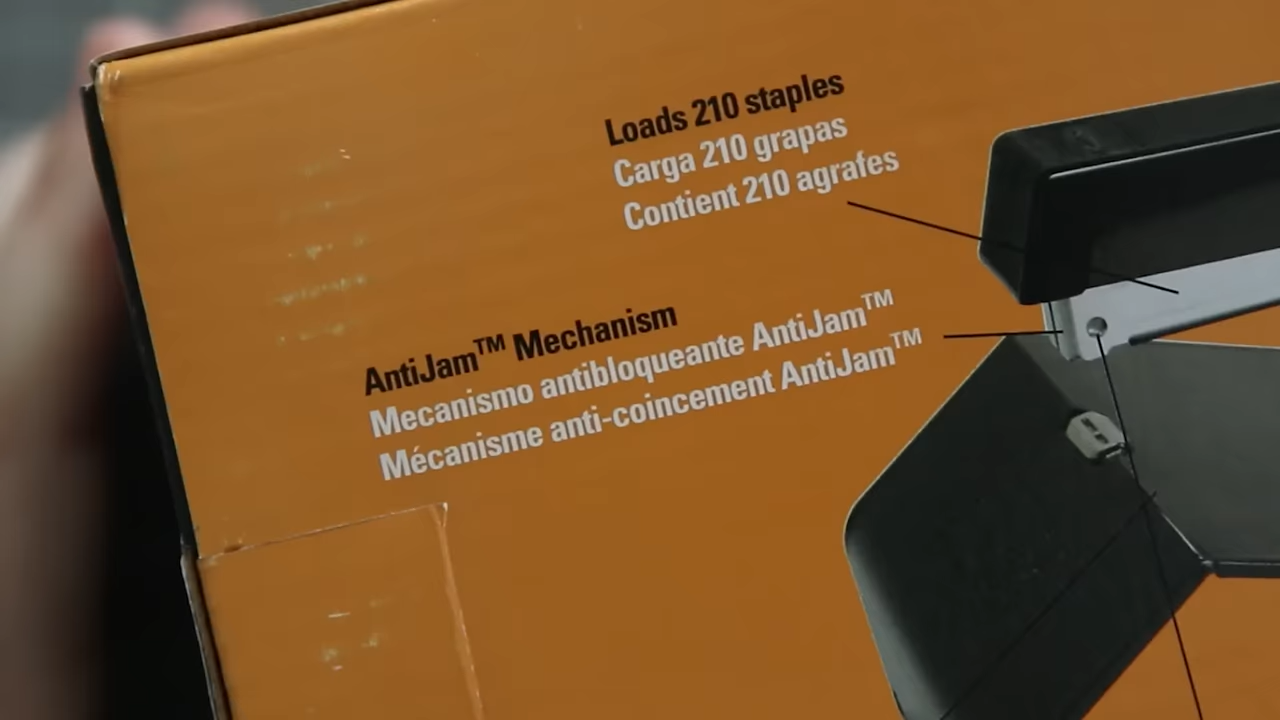 Loads 210 staples
Carga 210 grapas
Contient 210 agrafes
AntiJam™ Mechanism
Mecanismo antibloqueante AntiJam™
Mécanisme anti-coincement AntiJam™